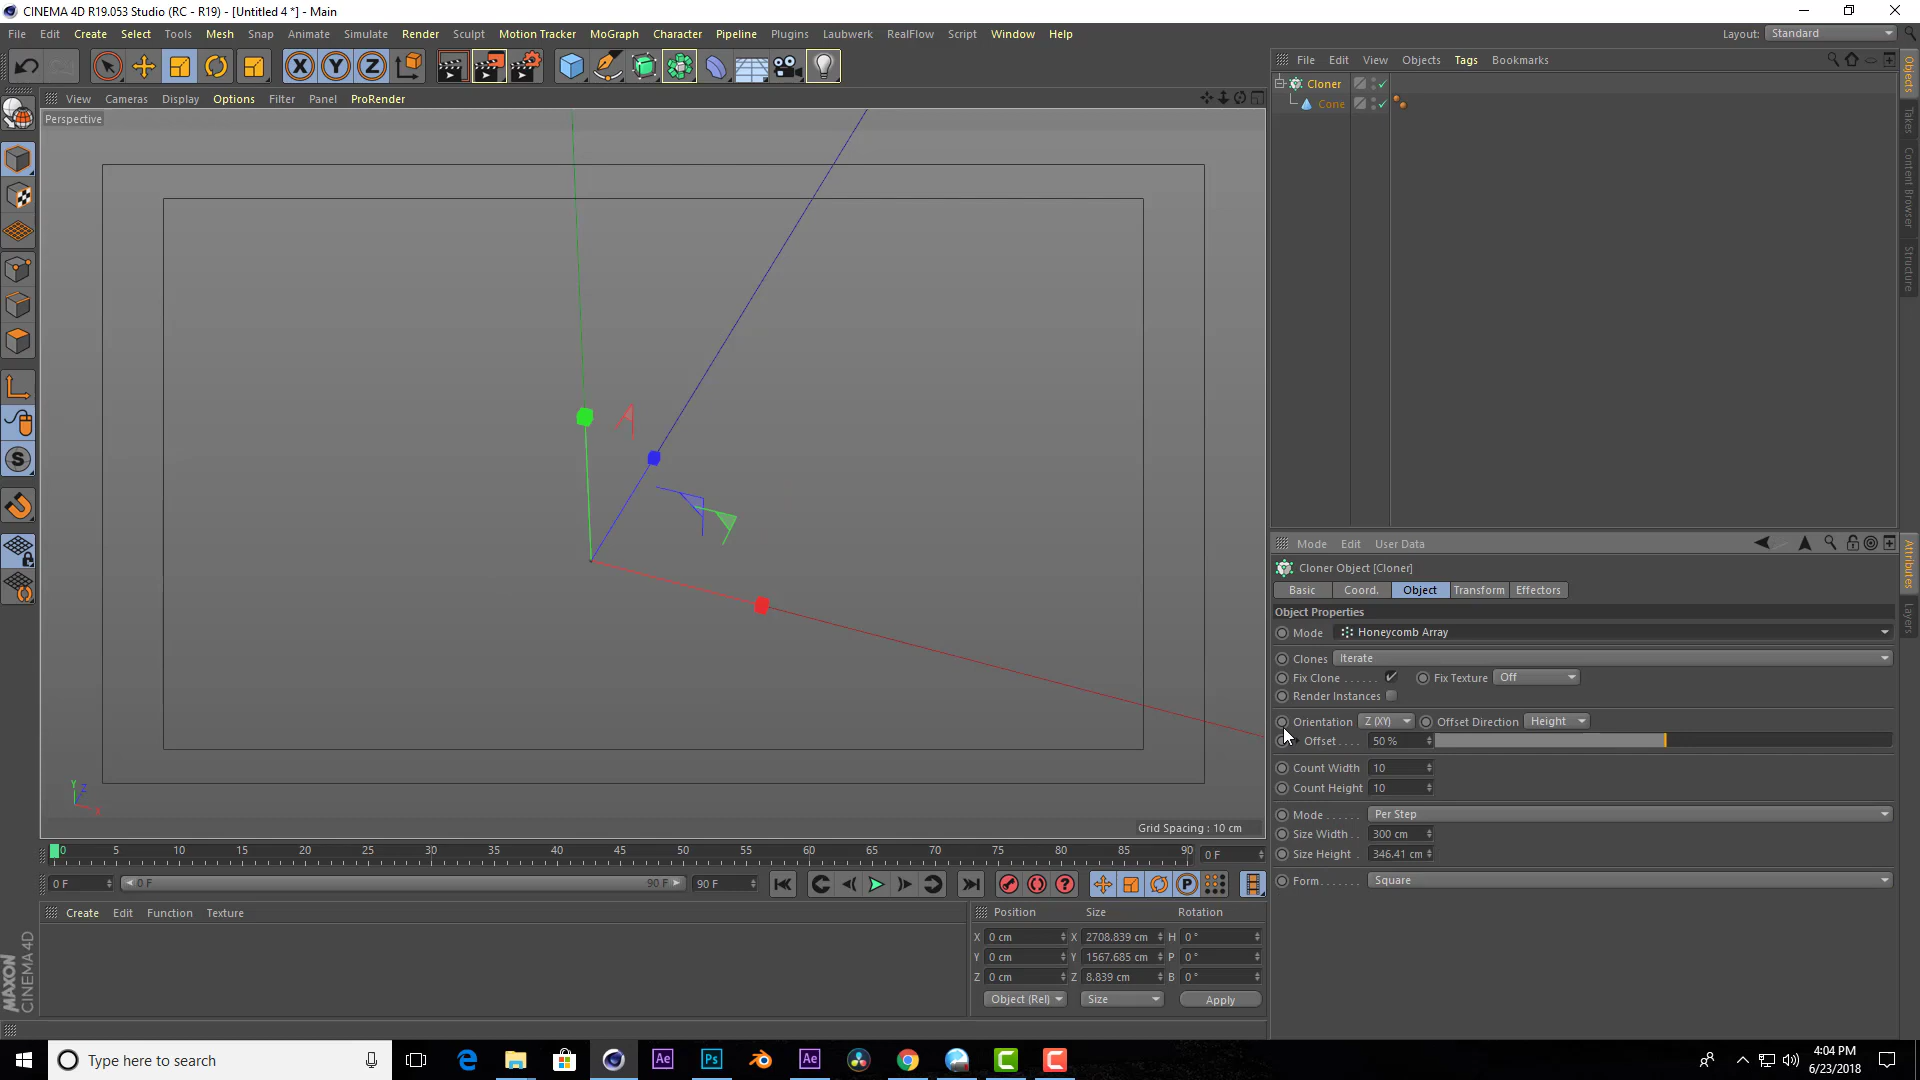 CINEMA 4D R19.053 Studio (RC - R19) - [Untitled 4 *] - Main
File Edit Create Select Tools Mesh Snap Animate Simulate Render Sculpt Motion Tracker MoGraph Character Pipeline Plugins Laubwerk RealFlow Script Window Help
Layout: Standard
X Y Z
View Cameras Display Options Filter Panel ProRender
Perspective
Y
Z
X
Grid Spacing : 10 cm
File Edit View Objects Tags Bookmarks
Cloner
Cone
Objects
Takes
Content Browser
Structure
Mode Edit User Data
Attributes
Layers
Cloner Object [Cloner]
Basic Coord. Object Transform Effectors
Object Properties
Mode Honeycomb Array
Clones Iterate
Fix Clone . . . . . . Fix Texture Off
Render Instances
Orientation Z (XY) Offset Direction Height
Offset . . . . 50 %
Count Width 10
Count Height 10
Mode . . . . . . Per Step
Size Width . . 300 cm
Size Height . 346.41 cm
Form . . . . . . . Square
0 5 10 15 20 25 30 35 40 45 50 55 60 65 70 75 80 85 90 0 F
0 F 0 F 90 F 90 F
Create Edit Function Texture
Position Size Rotation
X 0 cm X 2708.839 cm H 0 °
Y 0 cm Y 1567.685 cm P 0 °
Z 0 cm Z 8.839 cm B 0 °
Object (Rel) Size Apply
MAXON
CINEMA 4D
Type here to search
4:04 PM
6/23/2018